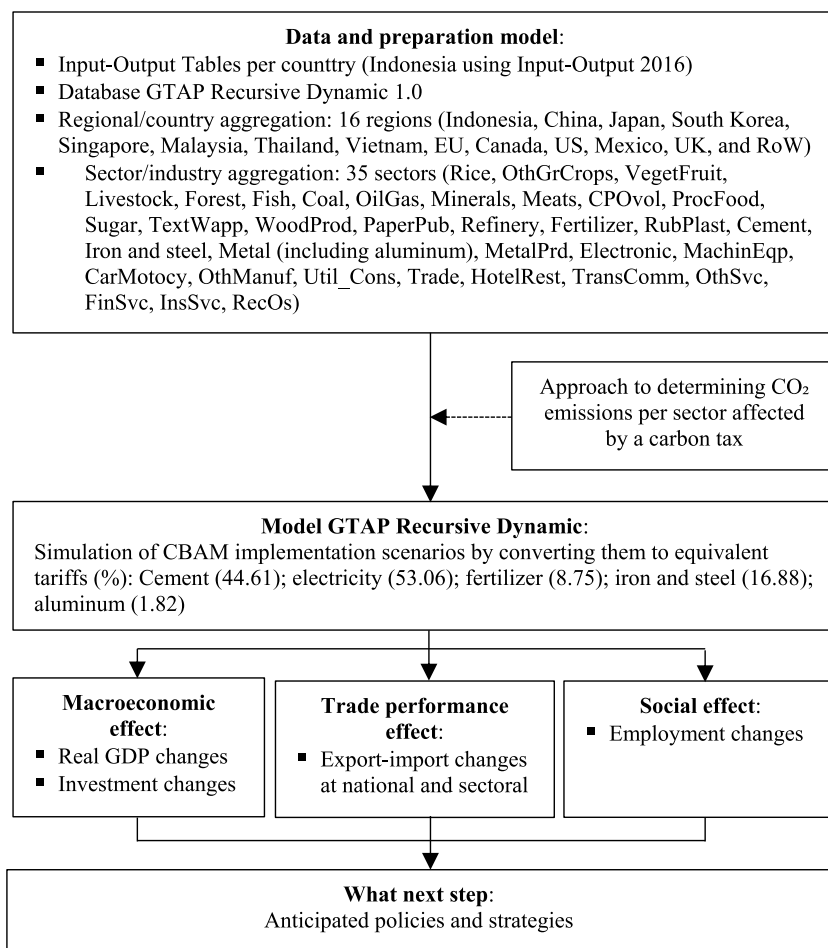 Data and preparation model:
▪ Input-Output Tables per counttry (Indonesia using Input-Output 2016)
▪ Database GTAP Recursive Dynamic 1.0
▪ Regional/country aggregation: 16 regions (Indonesia, China, Japan, South Korea,
Singapore, Malaysia, Thailand, Vietnam, EU, Canada, US, Mexico, UK, and RoW)
▪ Sector/industry aggregation: 35 sectors (Rice, OthGrCrops, VegetFruit,
Livestock, Forest, Fish, Coal, OilGas, Minerals, Meats, CPOvol, ProcFood,
Sugar, TextWapp, WoodProd, PaperPub, Refinery, Fertilizer, RubPlast, Cement,
Iron and steel, Metal (including aluminum), MetalPrd, Electronic, MachinEqp,
CarMotocy, OthManuf, Util_Cons, Trade, HotelRest, TransComm, OthSvc,
FinSvc, InsSvc, RecOs)
Approach to determining CO₂
emissions per sector affected
by a carbon tax
Model GTAP Recursive Dynamic:
Simulation of CBAM implementation scenarios by converting them to equivalent
tariffs (%): Cement (44.61); electricity (53.06); fertilizer (8.75); iron and steel (16.88);
aluminum (1.82)
Macroeconomic
effect:
▪ Real GDP changes
▪ Investment changes
Trade performance
effect:
▪ Export-import changes
at national and sectoral
Social effect:
▪ Employment changes
What next step:
Anticipated policies and strategies